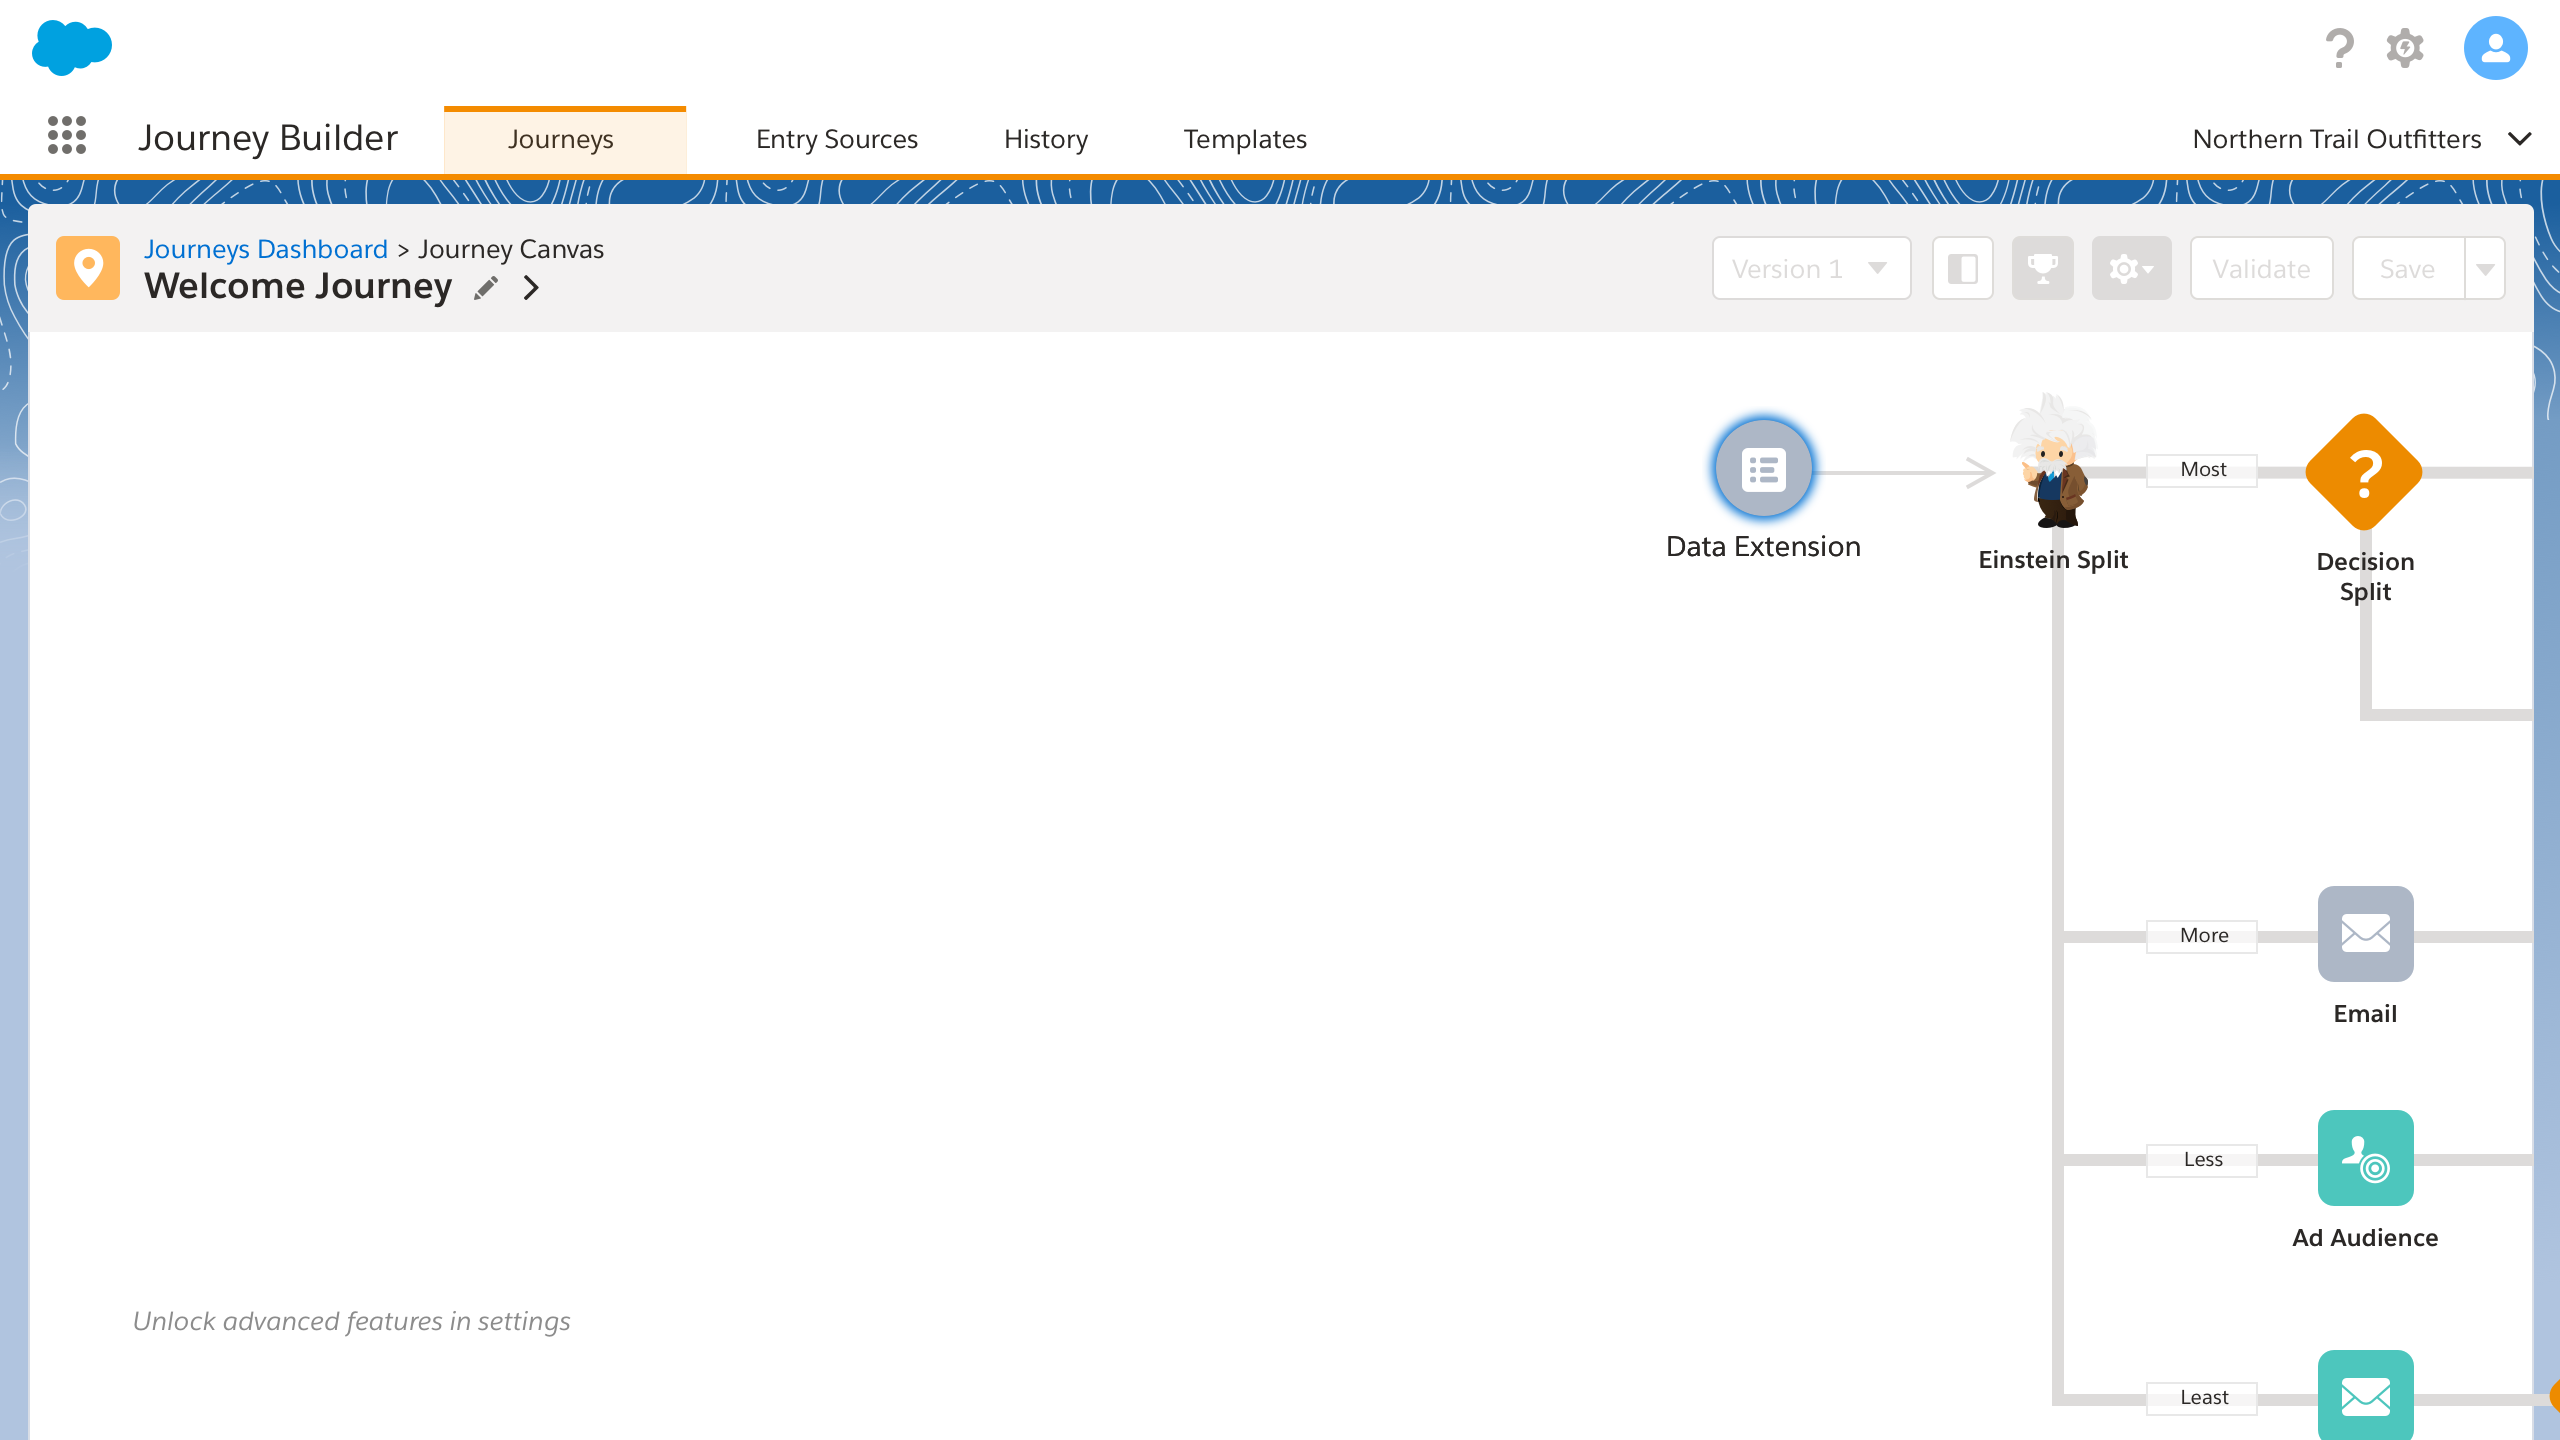 Journey Builder
Journeys
Entry Sources
History
Templates
Northern Trail Outfitters
Journeys Dashboard > Journey Canvas
Welcome Journey
Version 1
Validate
Save
Data Extension
Einstein Split
Most
Decision
Split
More
Email
Less
Ad Audience
Unlock advanced features in settings
Least